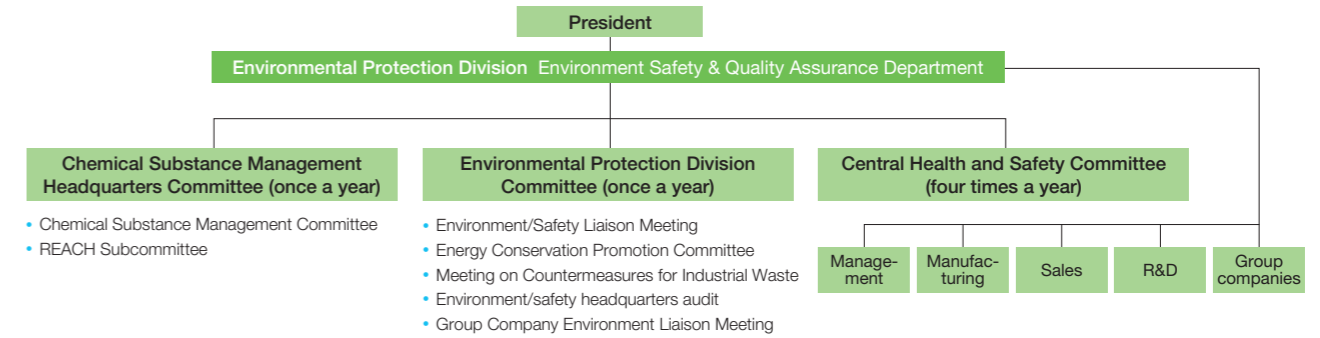 President
Environmental Protection Division Environment Safety & Quality Assurance Department
Chemical Substance Management
Headquarters Committee (once a year)
• Chemical Substance Management Committee
• REACH Subcommittee
Environmental Protection Division
Committee (once a year)
• Environment/Safety Liaison Meeting
• Energy Conservation Promotion Committee
• Meeting on Countermeasures for Industrial Waste
• Environment/safety headquarters audit
• Group Company Environment Liaison Meeting
Central Health and Safety Committee
(four times a year)
Manage-
ment
Manufac-
turing
Sales
R&D
Group
companies